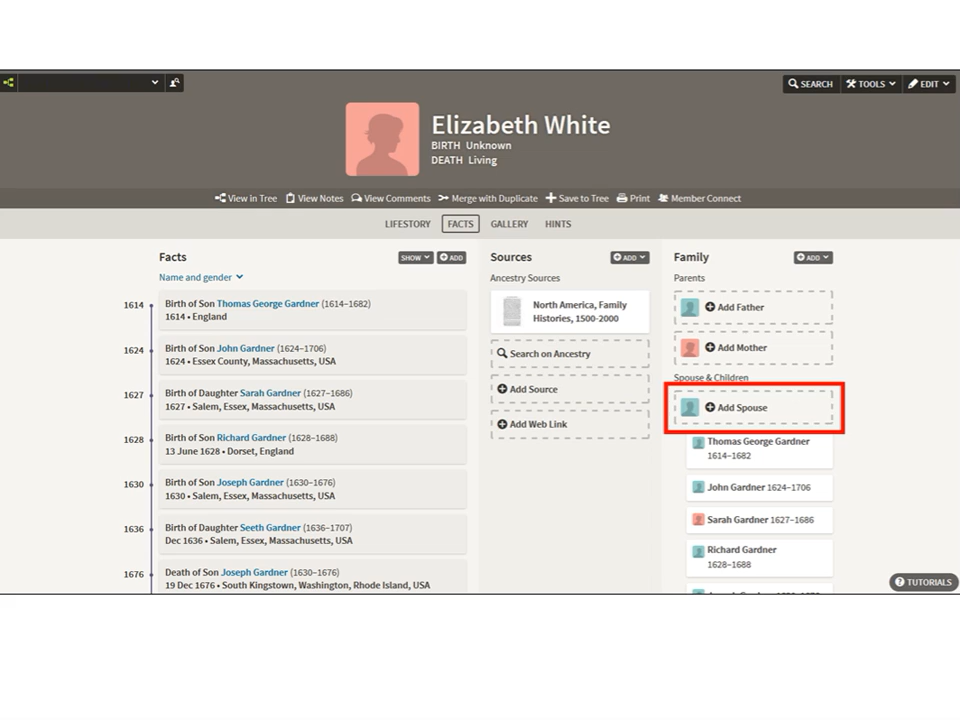 SEARCH
TOOLS
EDIT
Elizabeth White
BIRTH Unknown
DEATH Living
View in Tree
View Notes
View Comments
Merge with Duplicate
Save to Tree
Print
Member Connect
LIFESTORY
FACTS
GALLERY
HINTS
Facts
SHOW
ADD
Name and gender
1614
Birth of Son Thomas George Gardner (1614–1682)
1614 • England
1624
Birth of Son John Gardner (1624–1706)
1624 • Essex County, Massachusetts, USA
1627
Birth of Daughter Sarah Gardner (1627–1686)
1627 • Salem, Essex, Massachusetts, USA
1628
Birth of Son Richard Gardner (1628–1688)
13 June 1628 • Dorset, England
1630
Birth of Son Joseph Gardner (1630–1676)
1630 • Salem, Essex, Massachusetts, USA
1636
Birth of Daughter Seeth Gardner (1636–1707)
Dec 1636 • Salem, Essex, Massachusetts, USA
1676
Death of Son Joseph Gardner (1630–1676)
19 Dec 1676 • South Kingstown, Washington, Rhode Island, USA
Sources
ADD
Ancestry Sources
North America, Family
Histories, 1500-2000
Search on Ancestry
Add Source
Add Web Link
Family
ADD
Parents
Add Father
Add Mother
Spouse & Children
Add Spouse
Thomas George Gardner
1614–1682
John Gardner 1624–1706
Sarah Gardner 1627–1686
Richard Gardner
1628–1688
TUTORIALS